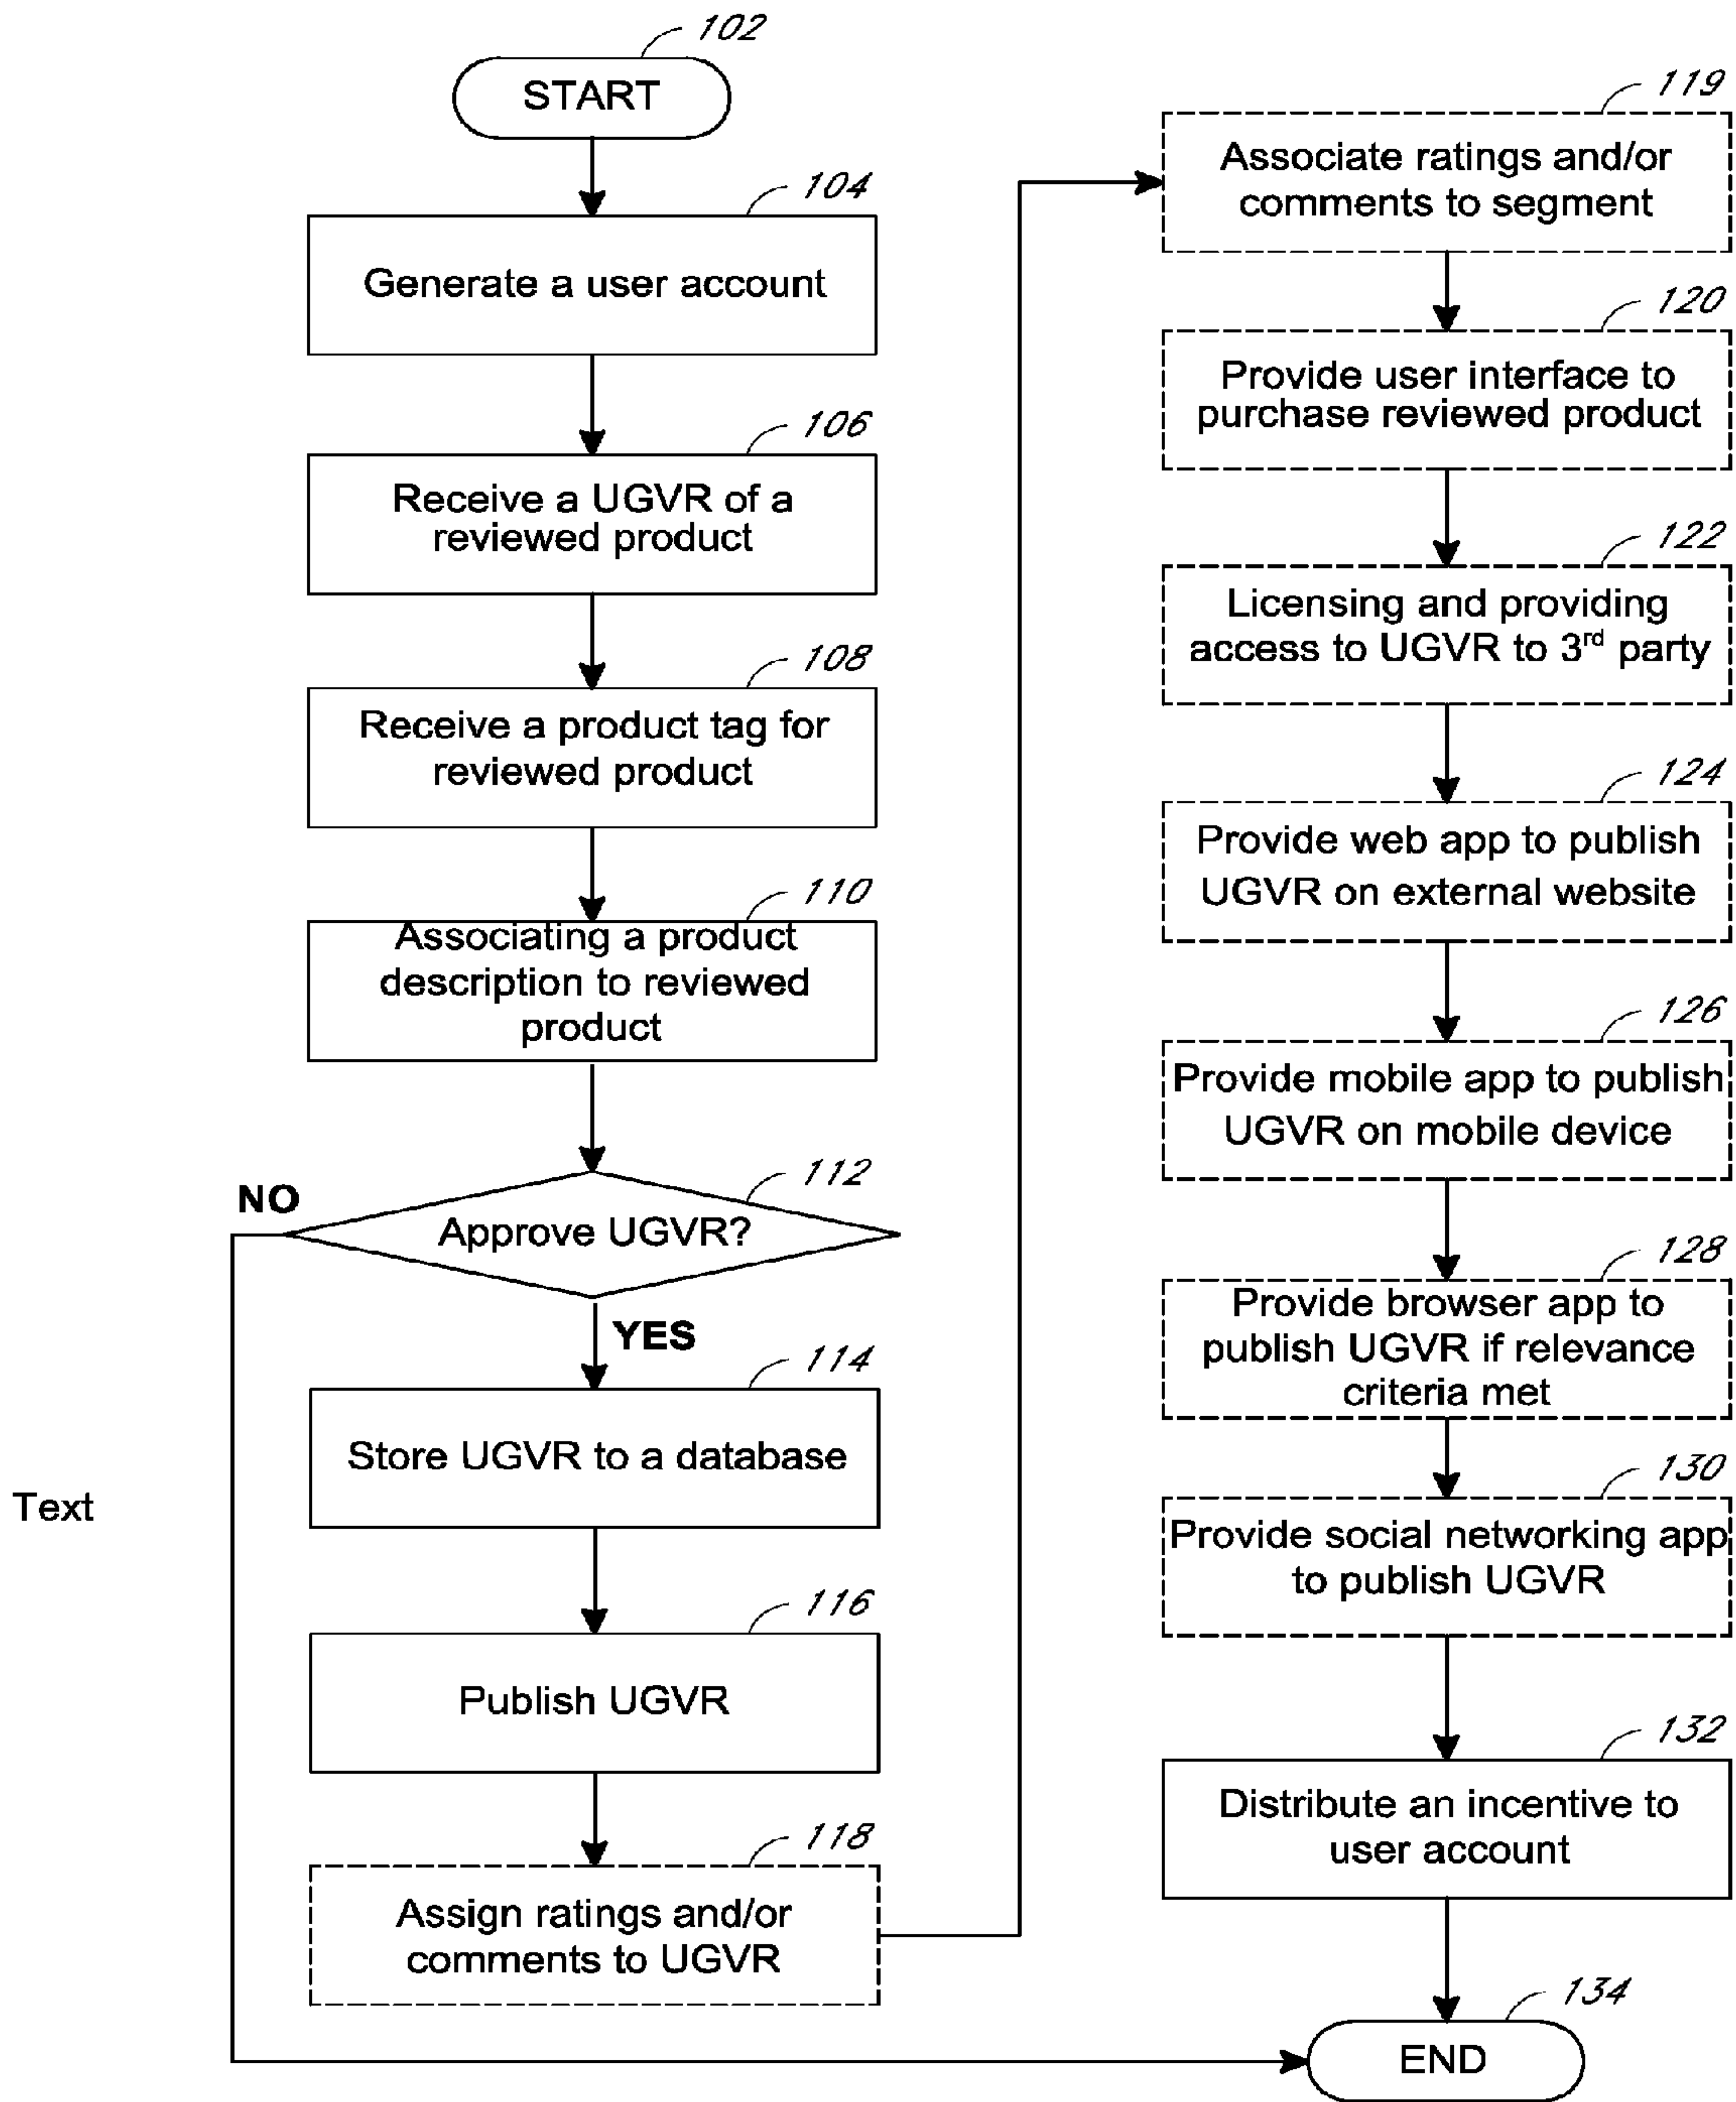 102
START
104
Generate a user account
106
Receive a UGVR of a
reviewed product
108
Receive a product tag for
reviewed product
110
Associating a product
description to reviewed
product
112
NO
Approve UGVR?
YES
114
Store UGVR to a database
Text
116
Publish UGVR
118
Assign ratings and/or
comments to UGVR
119
Associate ratings and/or
comments to segment
120
Provide user interface to
purchase reviewed product
122
Licensing and providing
access to UGVR to 3rd party
124
Provide web app to publish
UGVR on external website
126
Provide mobile app to publish
UGVR on mobile device
128
Provide browser app to
publish UGVR if relevance
criteria met
130
Provide social networking app
to publish UGVR
132
Distribute an incentive to
user account
134
END